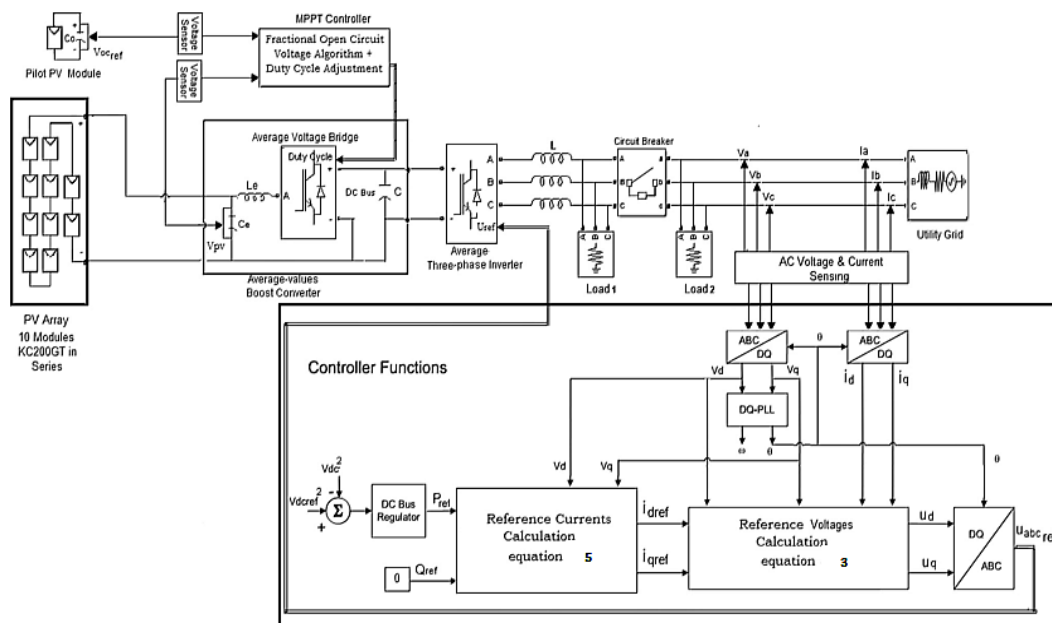 MPPT Controller
Fractional Open Circuit
Voltage Algorithm +
Duty Cycle Adjustment
Voltage
Sensor
Voltage
Sensor
+
Co
-
Vocref
Pilot PV Module
+
-
PV Array
10 Modules
KC200GT in
Series
Le
Ce
Vpv
Average Voltage Bridge
Duty Cycle
A
+
-
DC Bus
C
Average-values
Boost Converter
+
-
A
B
C
Uref
Average
Three-phase Inverter
L
Circuit Breaker
A
B
C
a
b
c
A B C
Load 1
A B C
Load 2
Va
Vb
Vc
Ia
Ib
Ic
A
B
C
Utility Grid
AC Voltage & Current
Sensing
Controller Functions
ABC
DQ
θ
ABC
DQ
Vd
Vq
id
iq
DQ-PLL
ω
θ
θ
Vd
Vq
Vdc²
-
Vdcref²
+
Σ
DC Bus
Regulator
Pref
0
Qref
Reference Currents
Calculation
equation 5
idref
iqref
Reference Voltages
Calculation
equation 3
ud
uq
DQ
ABC
uabc re